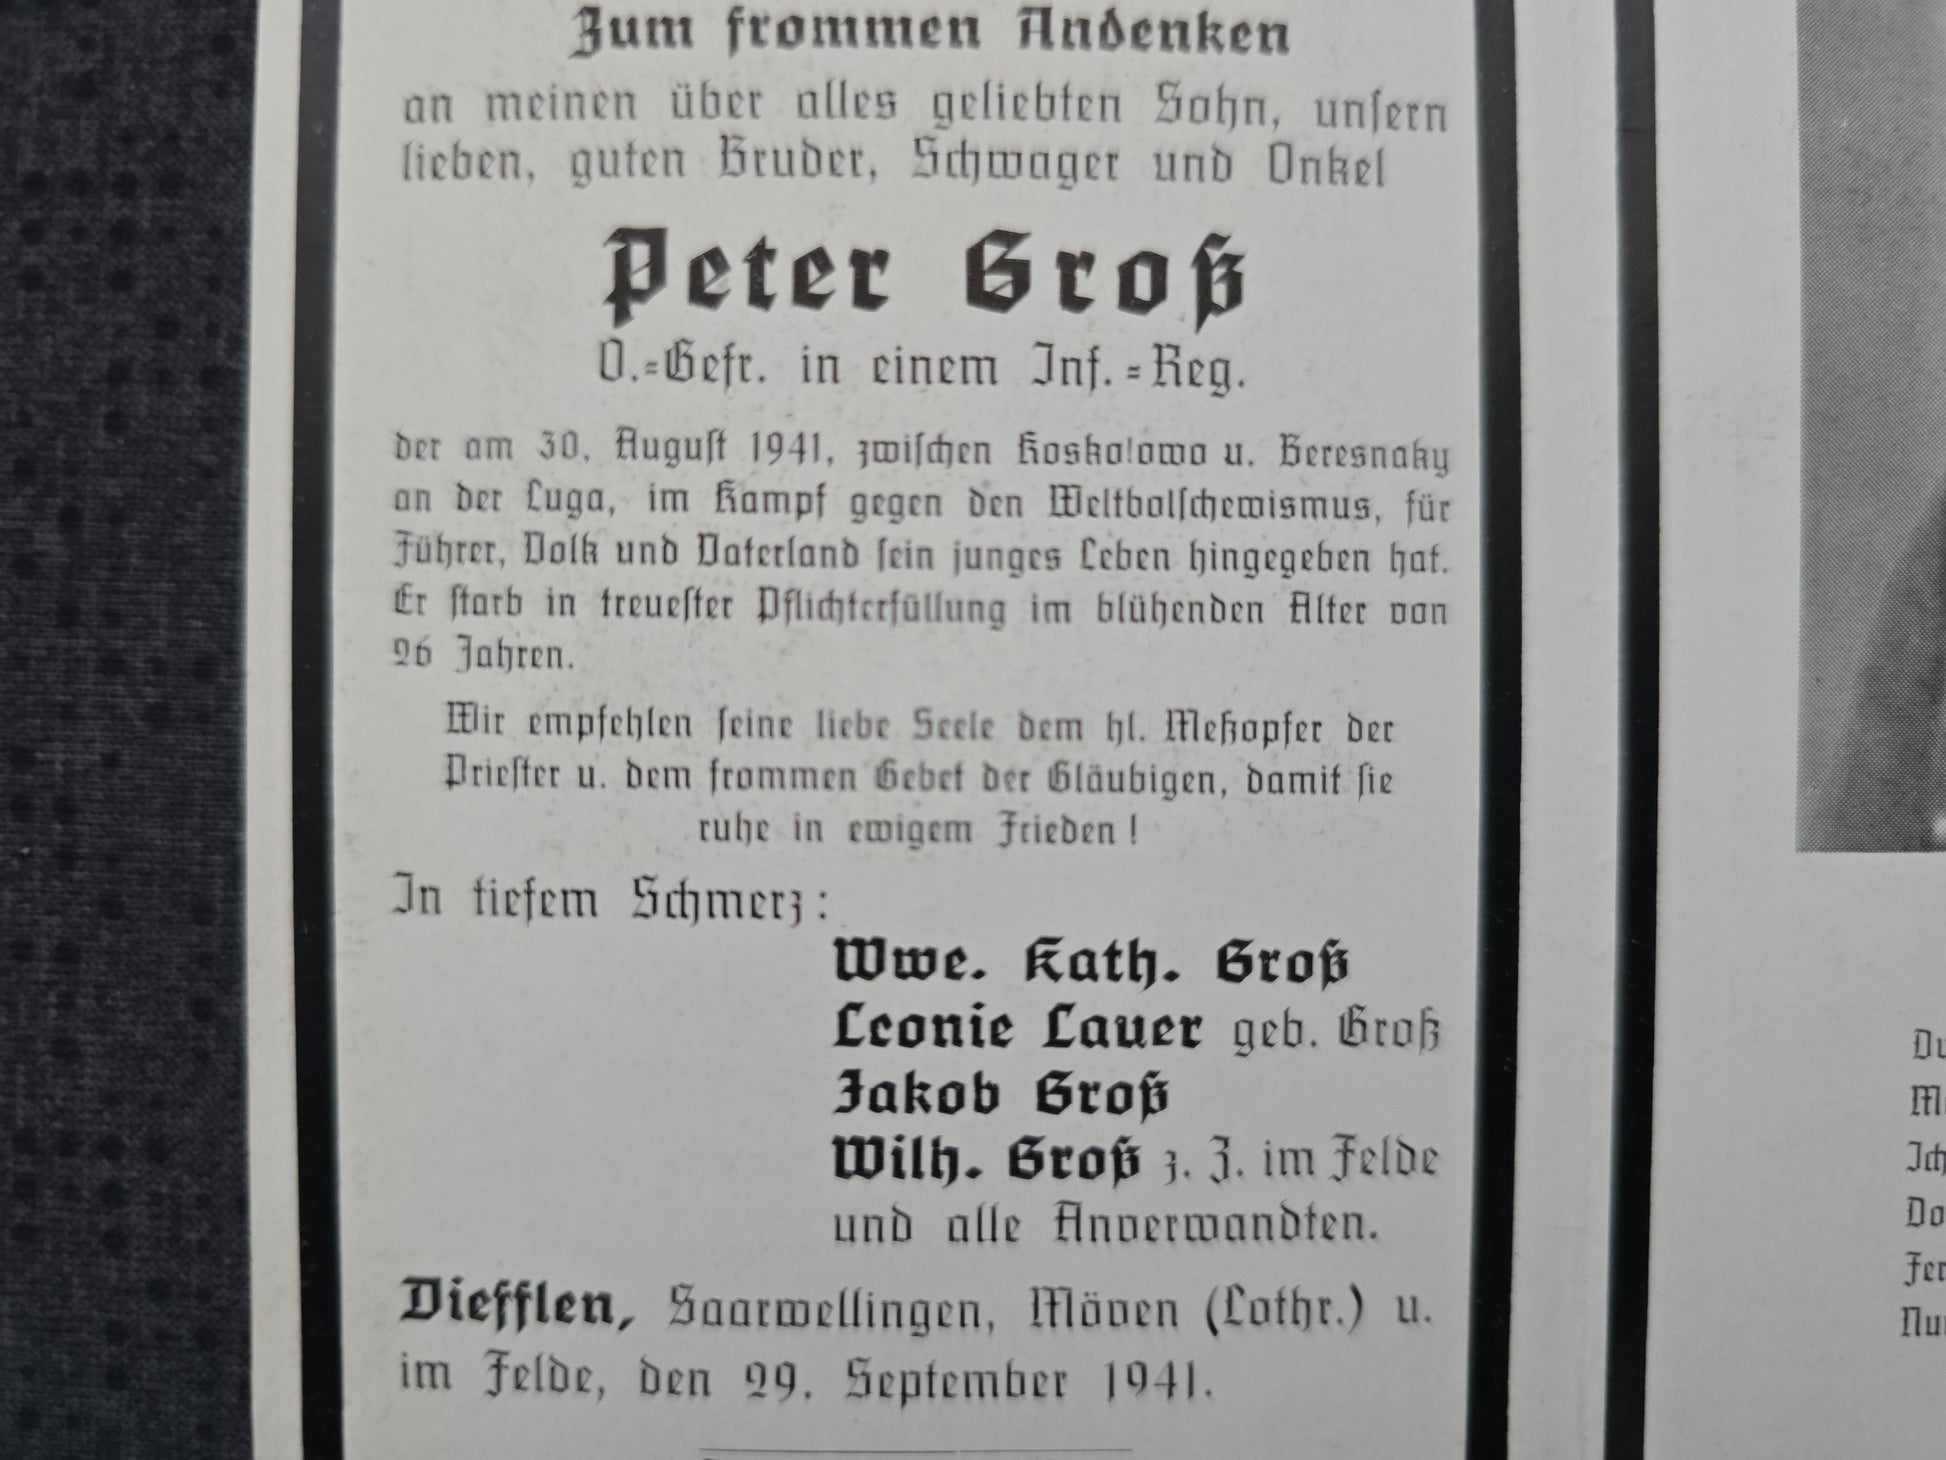 Zum frommen Andenken
an meinen über alles geliebten Sohn, unsern
lieben, guten Bruder, Schwager und Onkel
Peter Groß
O.=Gefr. in einem Inf.=Reg.
der am 30. August 1941, zwischen Koskolowo u. Beresnaky
an der Luga, im Kampf gegen den Weltbolschewismus, für
Führer, Volk und Vaterland sein junges Leben hingegeben hat.
Er starb in treuester Pflichterfüllung im blühenden Alter von
26 Jahren.
Wir empfehlen seine liebe Seele dem hl. Meßopfer der
Priester u. dem frommen Gebet der Gläubigen, damit sie
ruhe in ewigem Frieden!
In tiefem Schmerz:
Wwe. Kath. Groß
Leonie Lauer geb. Groß
Jakob Groß
Wilh. Groß z. Z. im Felde
und alle Anverwandten.
Diefflen, Saarwellingen, Möven (Lothr.) u.
im Felde, den 29. September 1941.
Du
Ich
Do
Nu